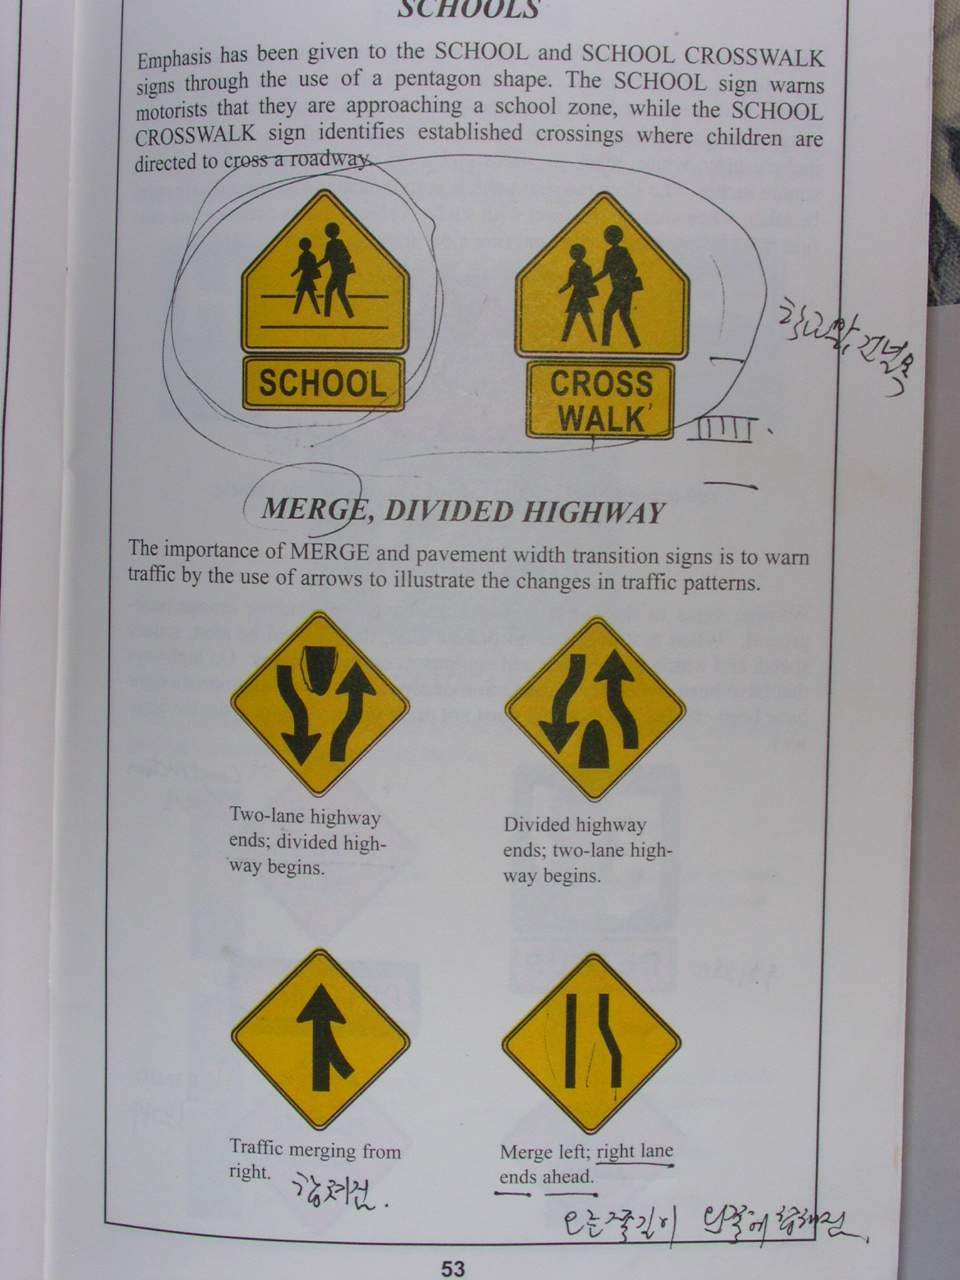 SCHOOLS
Emphasis has been given to the SCHOOL and SCHOOL CROSSWALK
signs through the use of a pentagon shape. The SCHOOL sign warns
motorists that they are approaching a school zone, while the SCHOOL
CROSSWALK sign identifies established crossings where children are
directed to cross a roadway.
SCHOOL
CROSS
WALK
MERGE, DIVIDED HIGHWAY
The importance of MERGE and pavement width transition signs is to warn
traffic by the use of arrows to illustrate the changes in traffic patterns.
Two-lane highway
ends; divided high-
way begins.
Divided highway
ends; two-lane high-
way begins.
Traffic merging from
right.
Merge left; right lane
ends ahead.
53